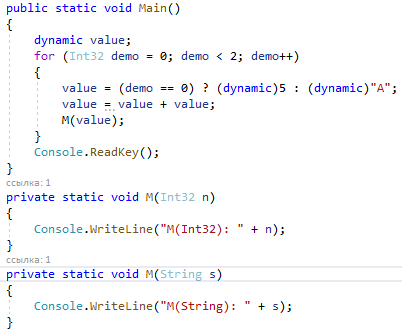 public static void Main()
{
    dynamic value;
    for (Int32 demo = 0; demo < 2; demo++)
    {
        value = (demo == 0) ? (dynamic)5 : (dynamic)"A";
        value = value + value;
        M(value);
    }
    Console.ReadKey();
}
ссылка: 1
private static void M(Int32 n)
{
    Console.WriteLine("M(Int32): " + n);
}
ссылка: 1
private static void M(String s)
{
    Console.WriteLine("M(String): " + s);
}